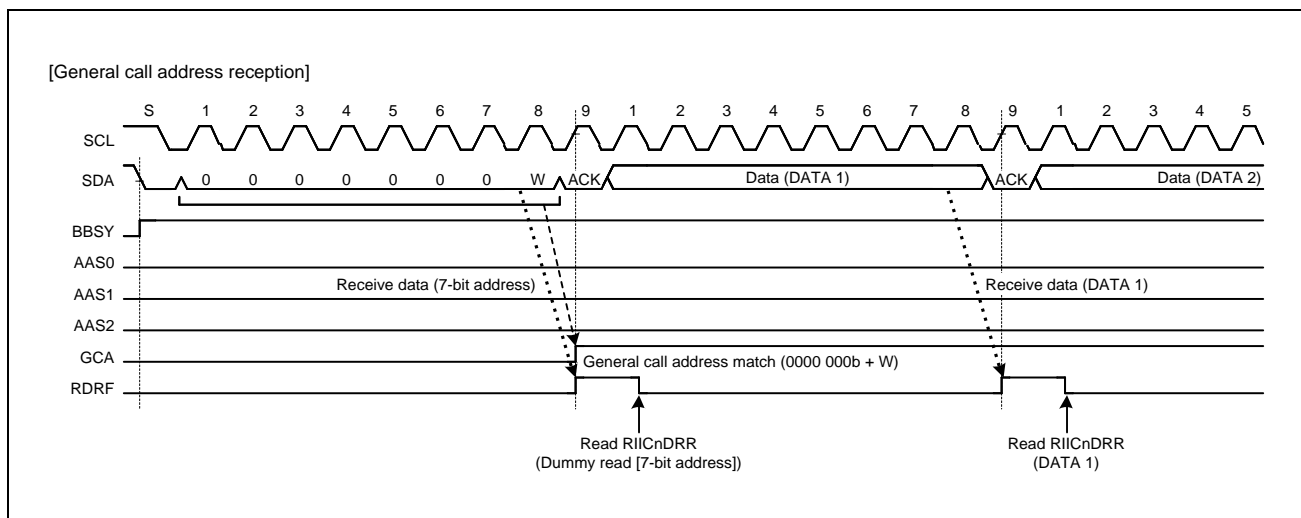 [General call address reception]
S 1 2 3 4 5 6 7 8 9 1 2 3 4 5 6 7 8 9 1 2 3 4 5
SCL
SDA 0 0 0 0 0 0 0 W ACK Data (DATA 1) ACK Data (DATA 2)
BBSY
AAS0
Receive data (7-bit address) Receive data (DATA 1)
AAS1
AAS2
GCA General call address match (0000 000b + W)
RDRF
Read RIICnDRR Read RIICnDRR
(Dummy read [7-bit address]) (DATA 1)